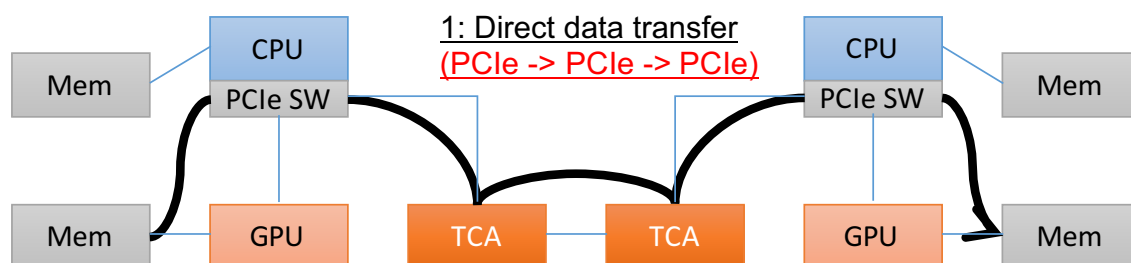 1: Direct data transfer
(PCIe -> PCIe -> PCIe)
CPU
Mem
PCIe SW
Mem
GPU
TCA
TCA
CPU
PCIe SW
Mem
GPU
Mem